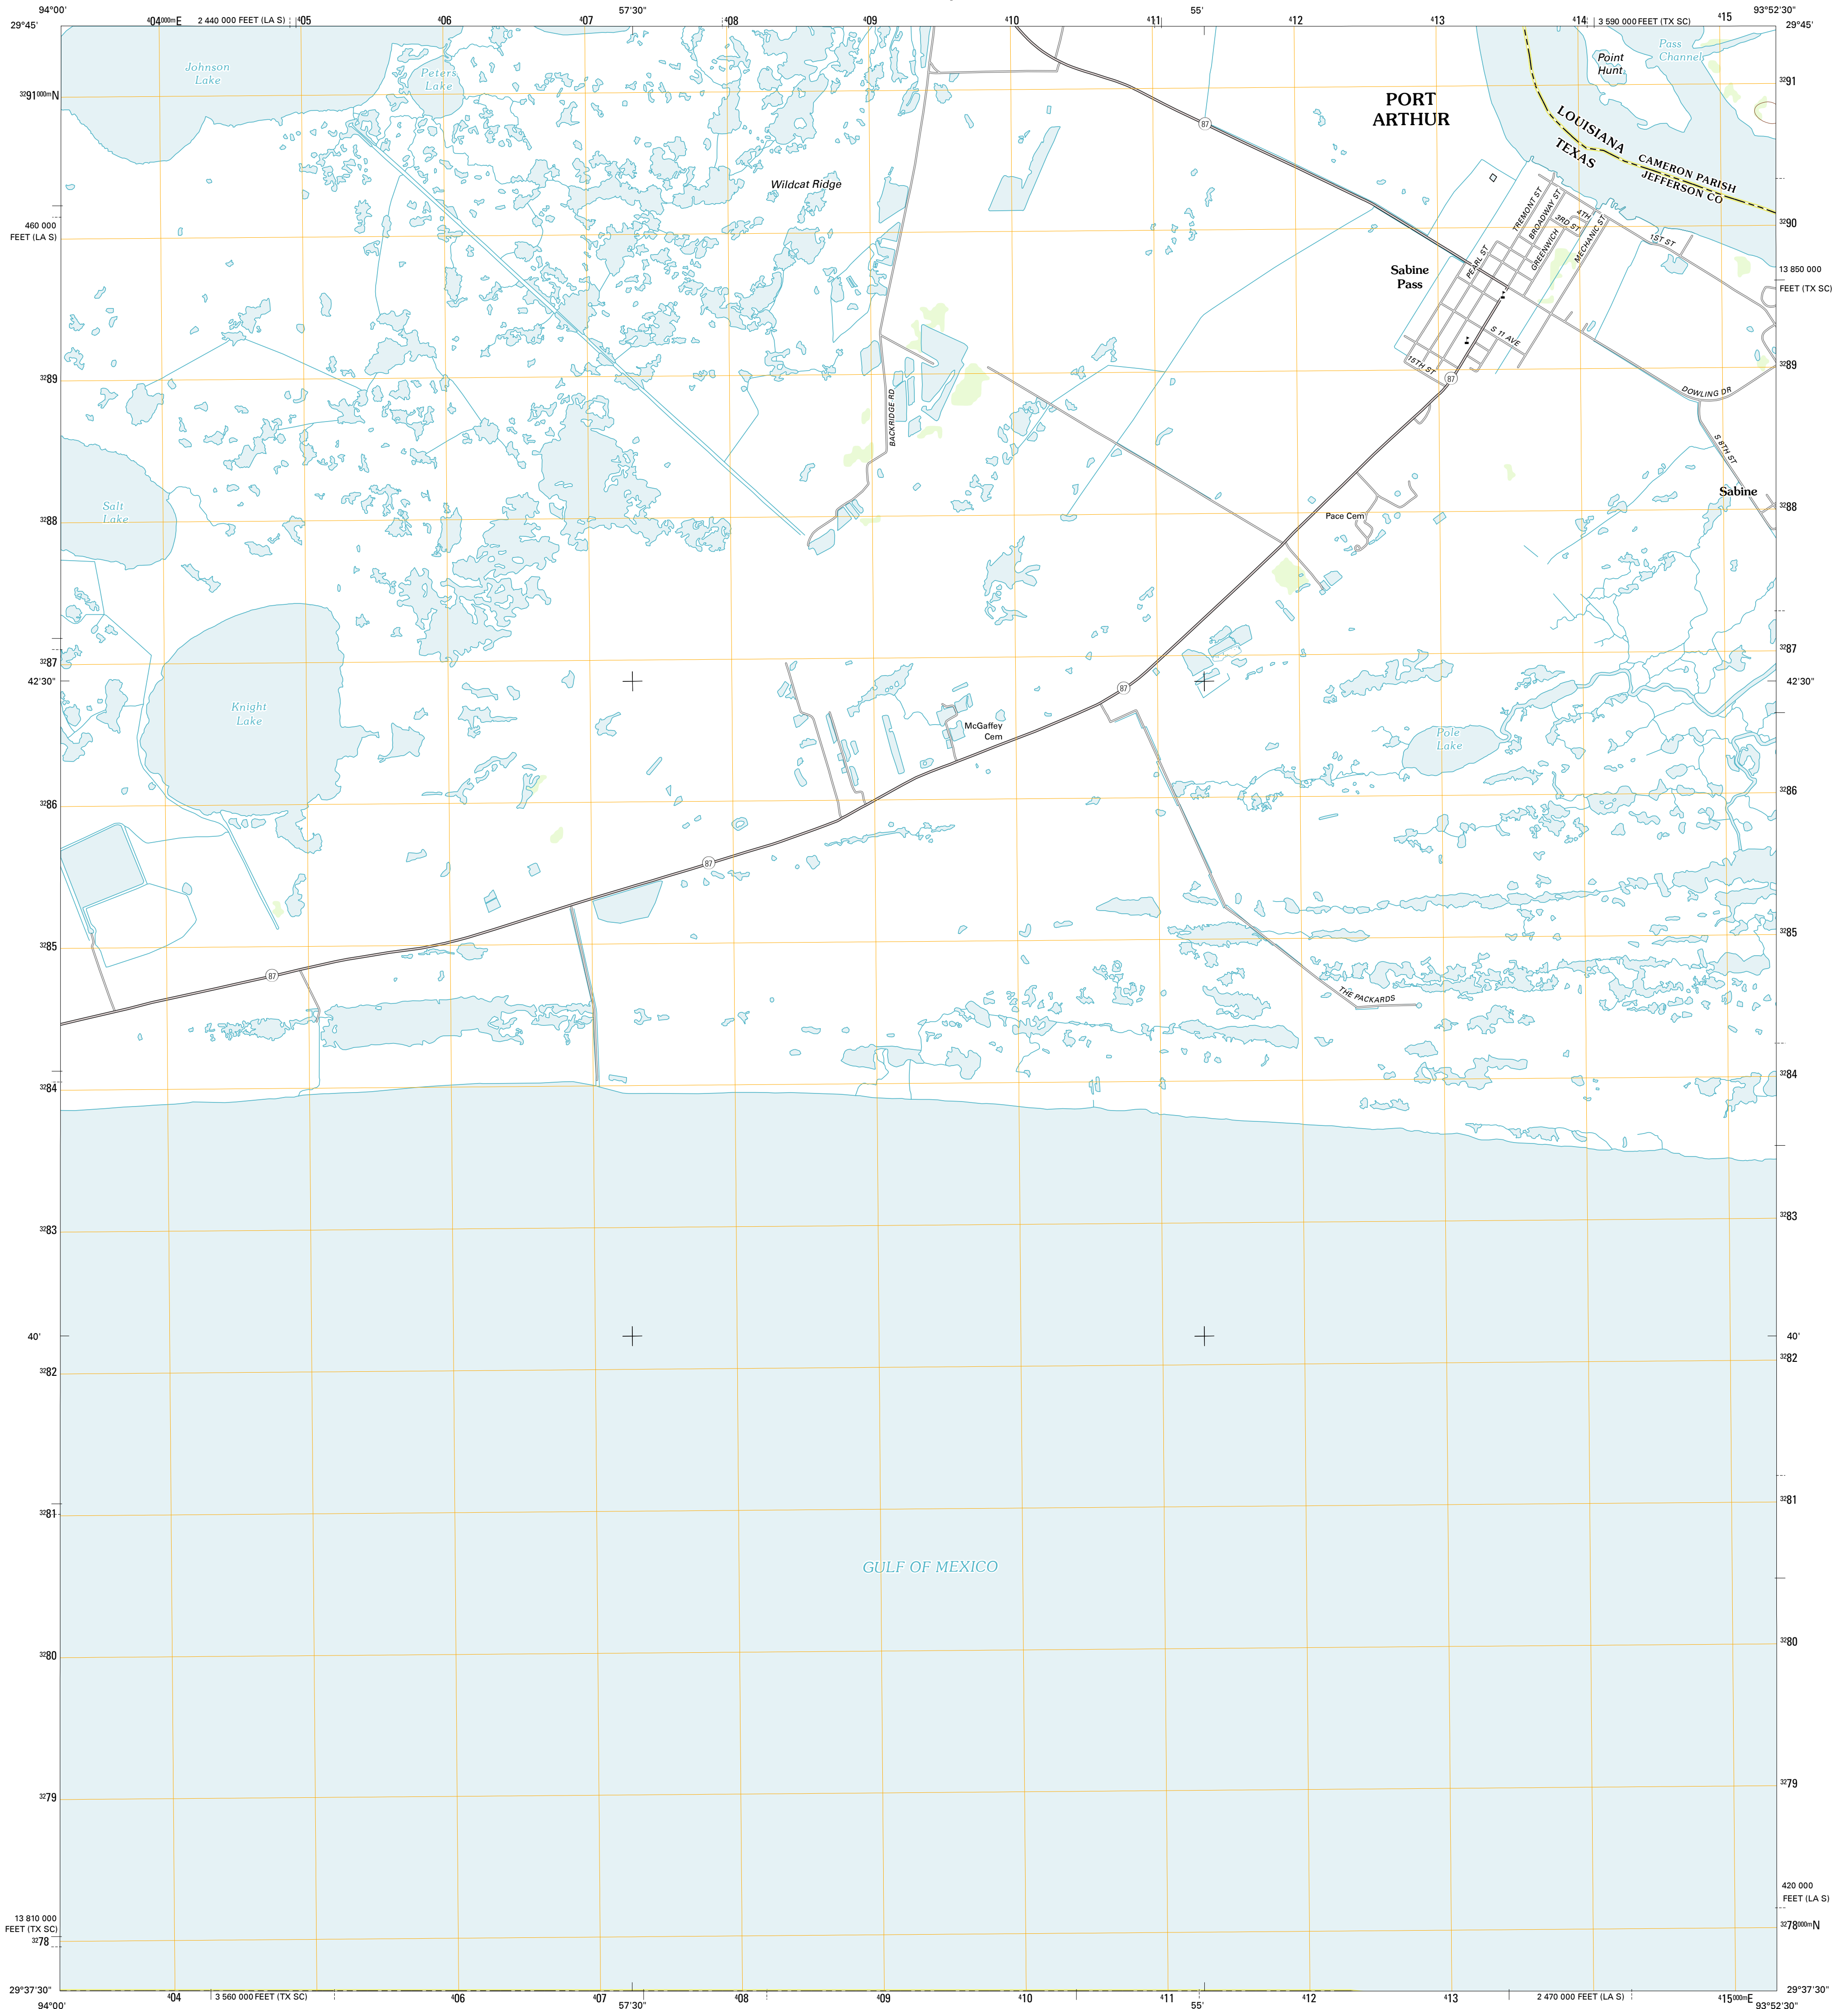 94°00'
404000mE
2 440 000 FEET (LA S)
405
406
407
57'30"
408
409
410
411
55'
412
413
414
3 590 000 FEET (TX SC)
415
93°52'30"
29°45'
29°45'
Johnson
Lake
Peters
Lake
Point
Hunt
Pass
Channel
3291000mN
3291
PORT
ARTHUR
87
LOUISIANA
TEXAS
CAMERON PARISH
JEFFERSON CO
Wildcat Ridge
460 000
FEET (LA S)
3290
TREMONT ST
BROADWAY ST
4TH
3RD
ST
GREENWICH
MECHANIC ST
PEARL ST
1ST ST
Sabine
Pass
13 850 000
FEET (TX SC)
S 11 AVE
15TH ST
87
3289
3289
DOWLING DR
BACKRIDGE RD
S 8TH ST
Sabine
Salt
Lake
3288
3288
Pace Cem
3287
3287
42'30"
42'30"
87
Knight
Lake
McGaffey
Cem
Pole
Lake
3286
3286
87
3285
3285
87
THE PACKARDS
3284
3284
3283
3283
40'
40'
3282
3282
3281
3281
GULF OF MEXICO
3280
3280
3279
3279
420 000
FEET (LA S)
13 810 000
FEET (TX SC)
3278
3278000mN
29°37'30"
29°37'30"
94°00'
404
3 560 000 FEET (TX SC)
406
407
57'30"
408
409
410
411
55'
412
413
2 470 000 FEET (LA S)
415000mE
93°52'30"